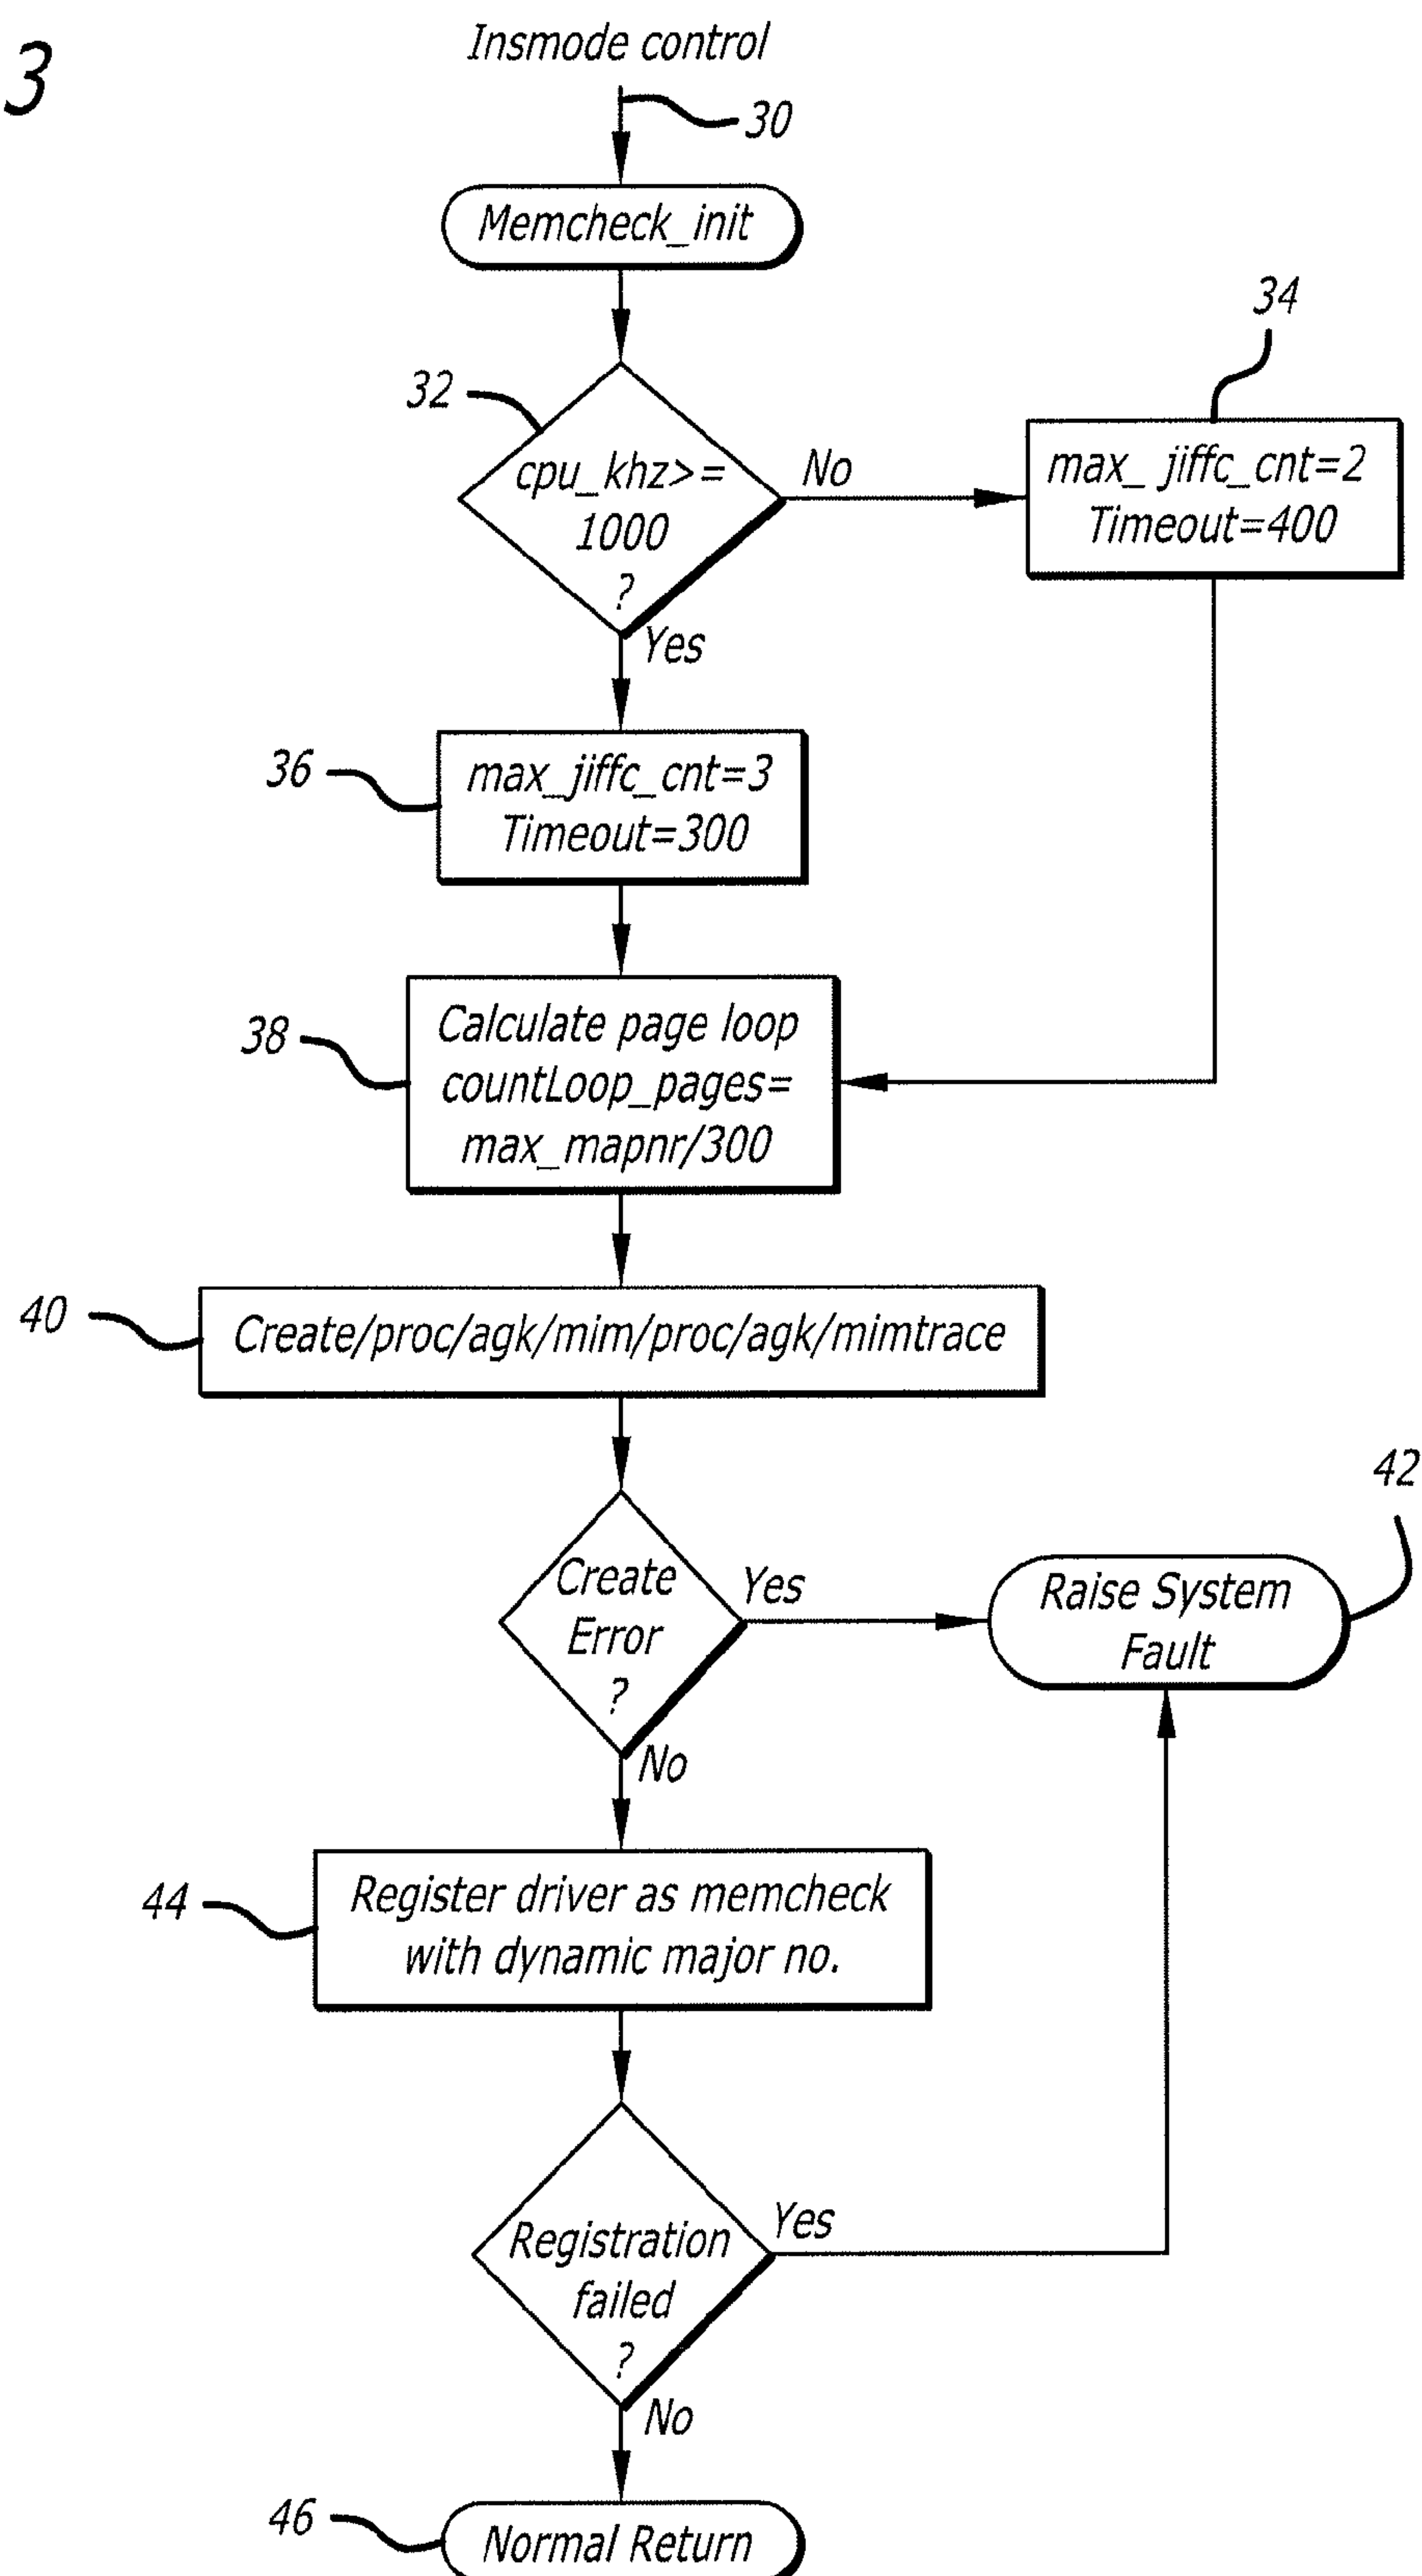 3
Insmode control
30
Memcheck_init
34
32
cpu_khz>=
1000
?
No
max_ jiffc_cnt=2
Timeout=400
Yes
36
max_jiffc_cnt=3
Timeout=300
38
Calculate page loop
countLoop_pages=
max_mapnr/300
40
Create/proc/agk/mim/proc/agk/mimtrace
42
Create
Error
?
Yes
Raise System
Fault
No
44
Register driver as memcheck
with dynamic major no.
Registration
failed
?
Yes
No
46
Normal Return